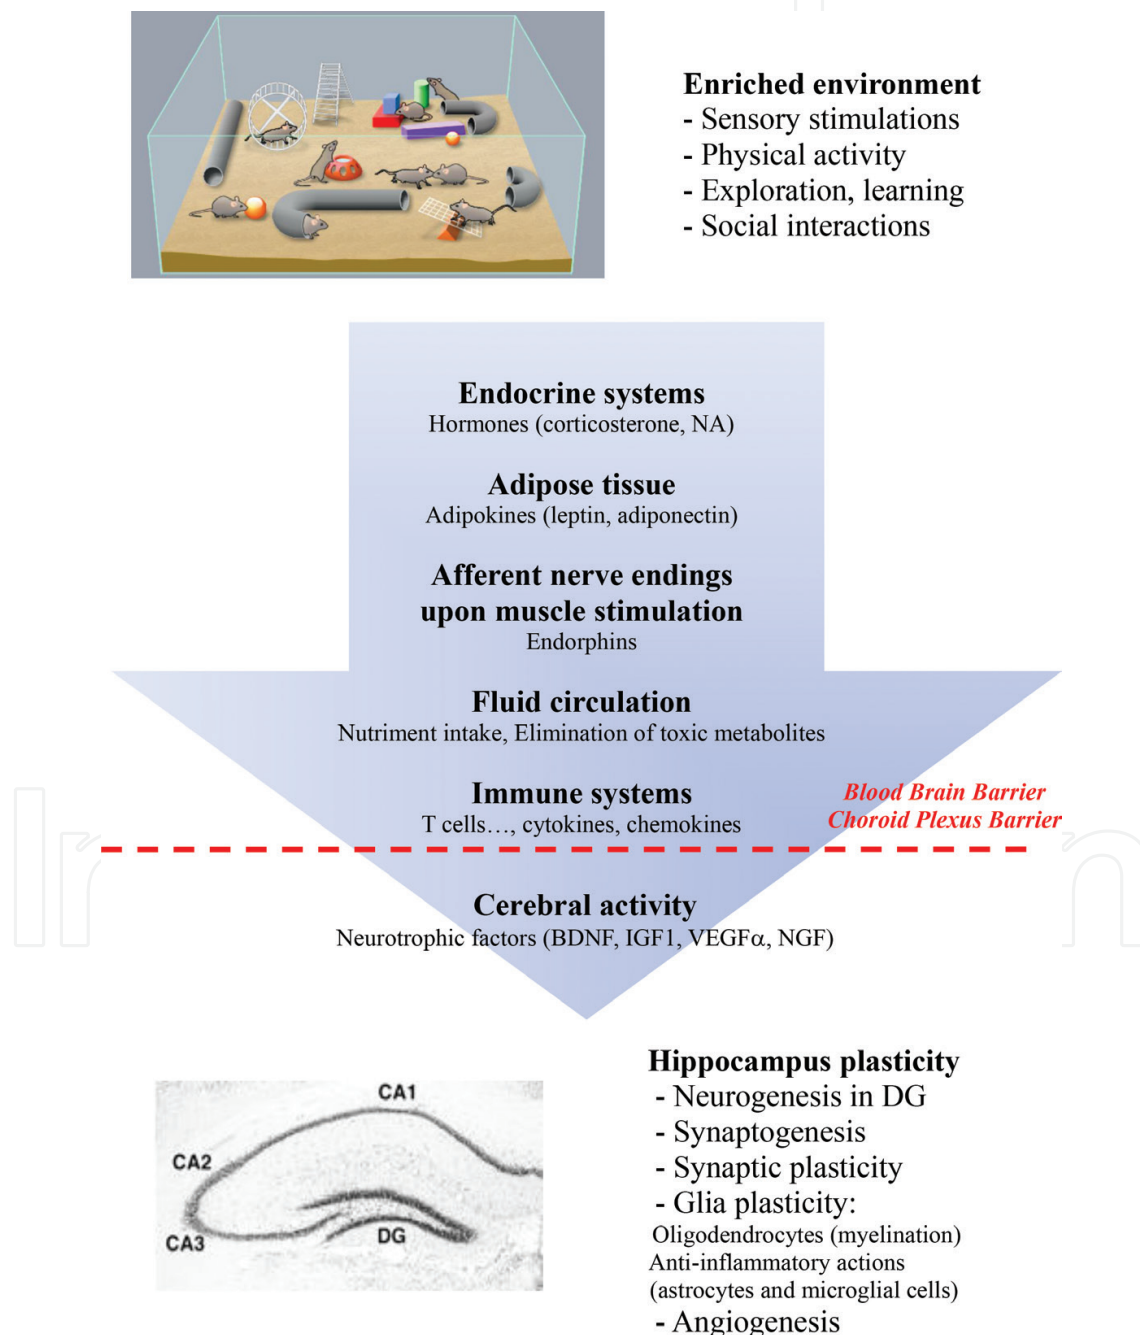 Enriched environment
- Sensory stimulations
- Physical activity
- Exploration, learning
- Social interactions
Endocrine systems
Hormones (corticosterone, NA)
Adipose tissue
Adipokines (leptin, adiponectin)
Afferent nerve endings
upon muscle stimulation
Endorphins
Fluid circulation
Nutriment intake, Elimination of toxic metabolites
Immune systems
T cells…, cytokines, chemokines
Blood Brain Barrier
Choroid Plexus Barrier
Cerebral activity
Neurotrophic factors (BDNF, IGF1, VEGFα, NGF)
CA1
CA2
CA3
DG
Hippocampus plasticity
- Neurogenesis in DG
- Synaptogenesis
- Synaptic plasticity
- Glia plasticity:
Oligodendrocytes (myelination)
Anti-inflammatory actions
(astrocytes and microglial cells)
- Angiogenesis